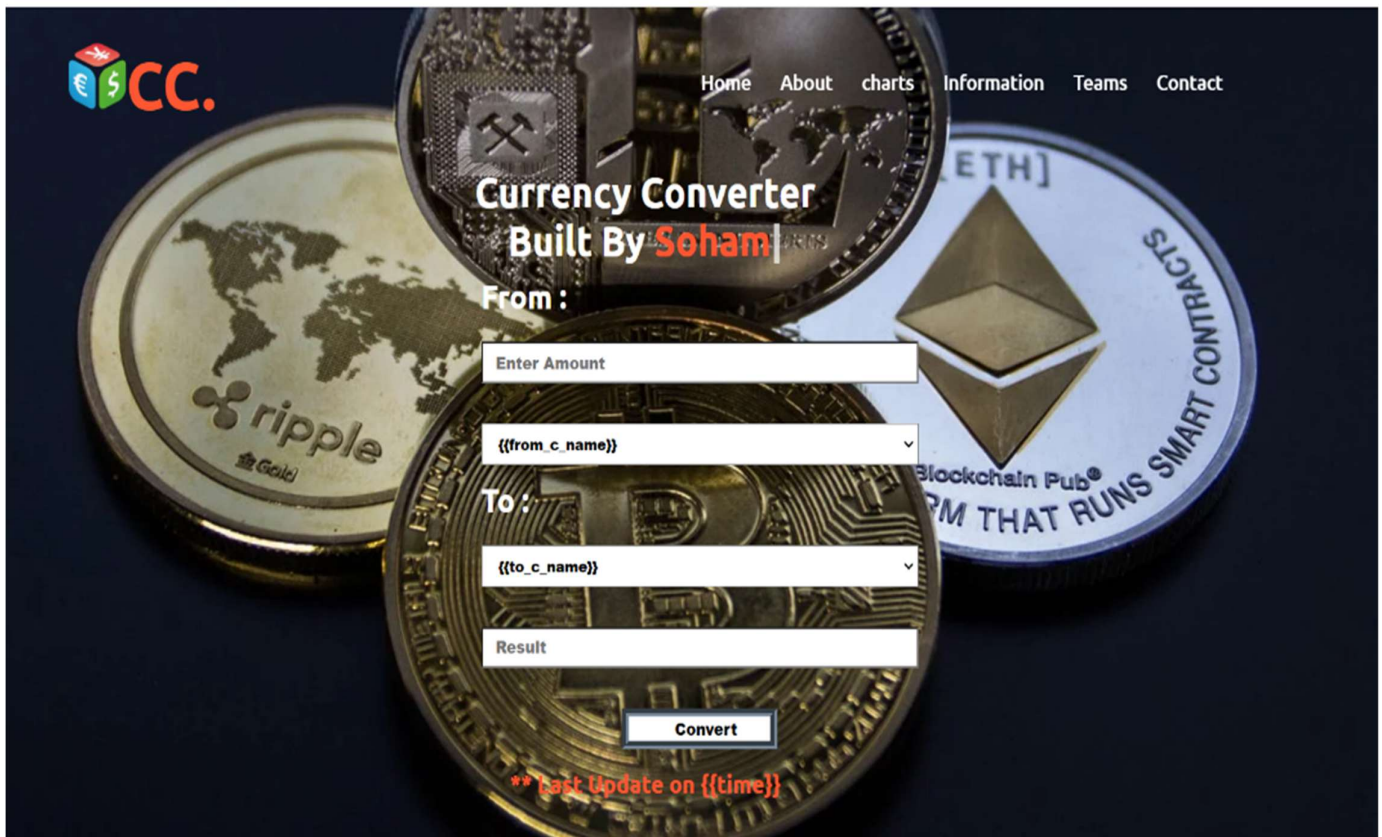 € $ CC.
Home About charts Information Teams Contact
[ETH]
Currency Converter
Built By Soham
From :
Enter Amount
ripple
Gold
{{from_c_name}}
SMART CONTRACTS
Blockchain Pub®
RM THAT RUNS
To :
{{to_c_name}}
Result
Convert
** Last Update on {{time}}